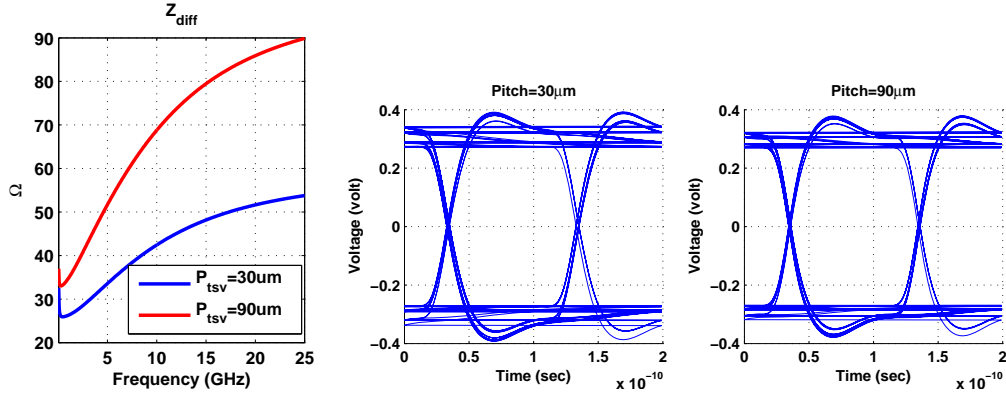 Z_diff
Ω
90
80
70
60
50
40
30
20
5
10
15
20
25
Frequency (GHz)
P_tsv=30um
P_tsv=90um
Pitch=30μm
Voltage (volt)
0.4
0.2
0
−0.2
−0.4
0
0.5
1
1.5
2
Time (sec)
x 10^−10
Pitch=90μm
Voltage (volt)
0.4
0.2
0
−0.2
−0.4
0
0.5
1
1.5
2
Time (sec)
x 10^−10